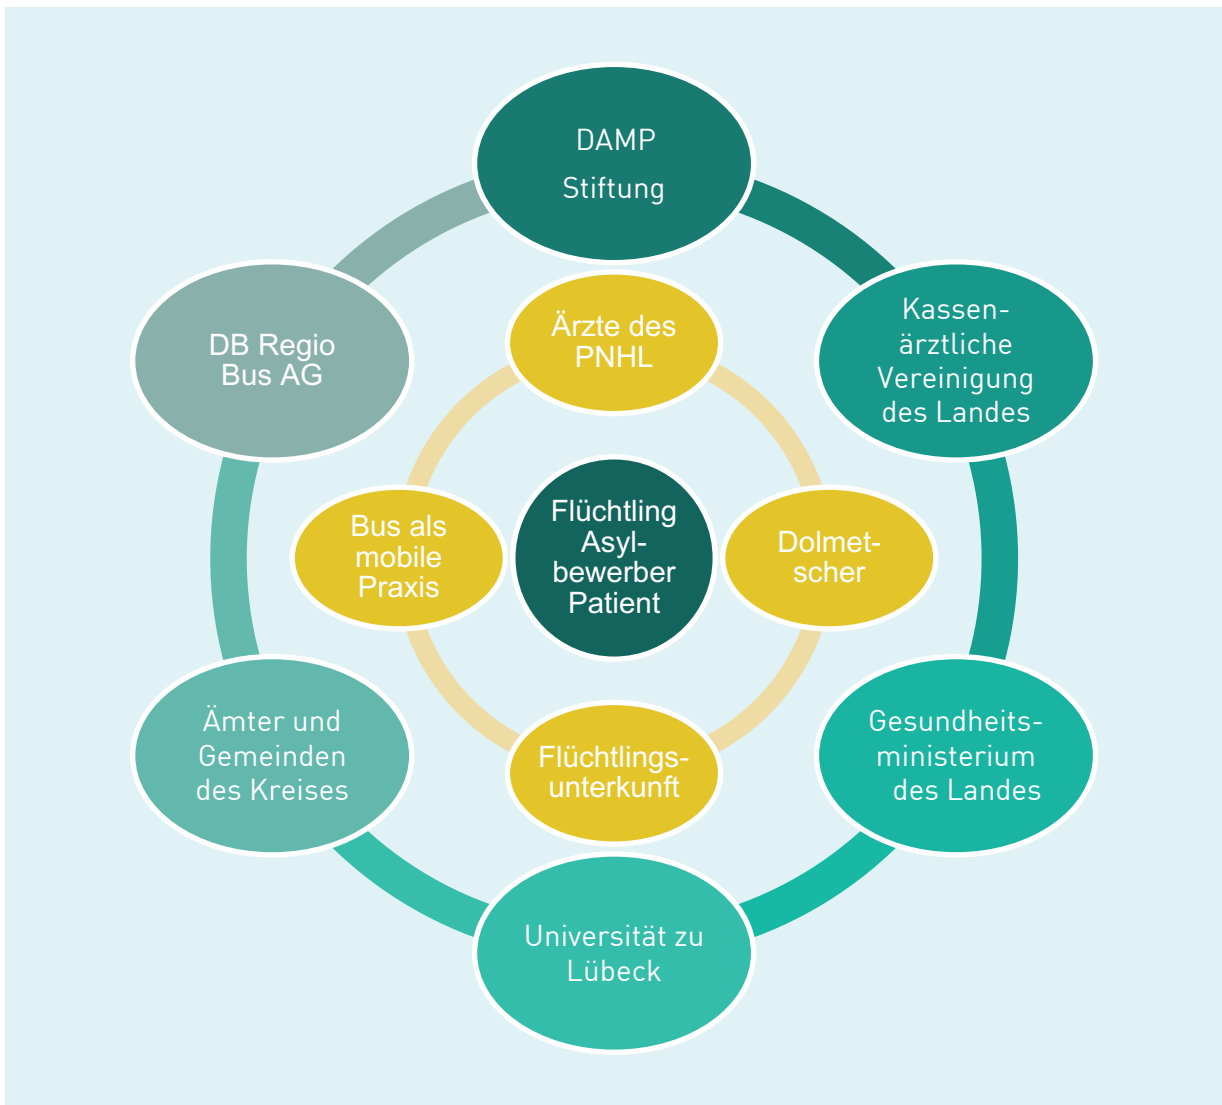 DAMP
Stiftung
Kassen-
ärztliche
Vereinigung
des Landes
Gesundheits-
ministerium
des Landes
Universität zu
Lübeck
Ämter und
Gemeinden
des Kreises
DB Regio
Bus AG
Ärzte des
PNHL
Dolmet-
scher
Flüchtlings-
unterkunft
Bus als
mobile
Praxis
Flüchtling
Asyl-
bewerber
Patient